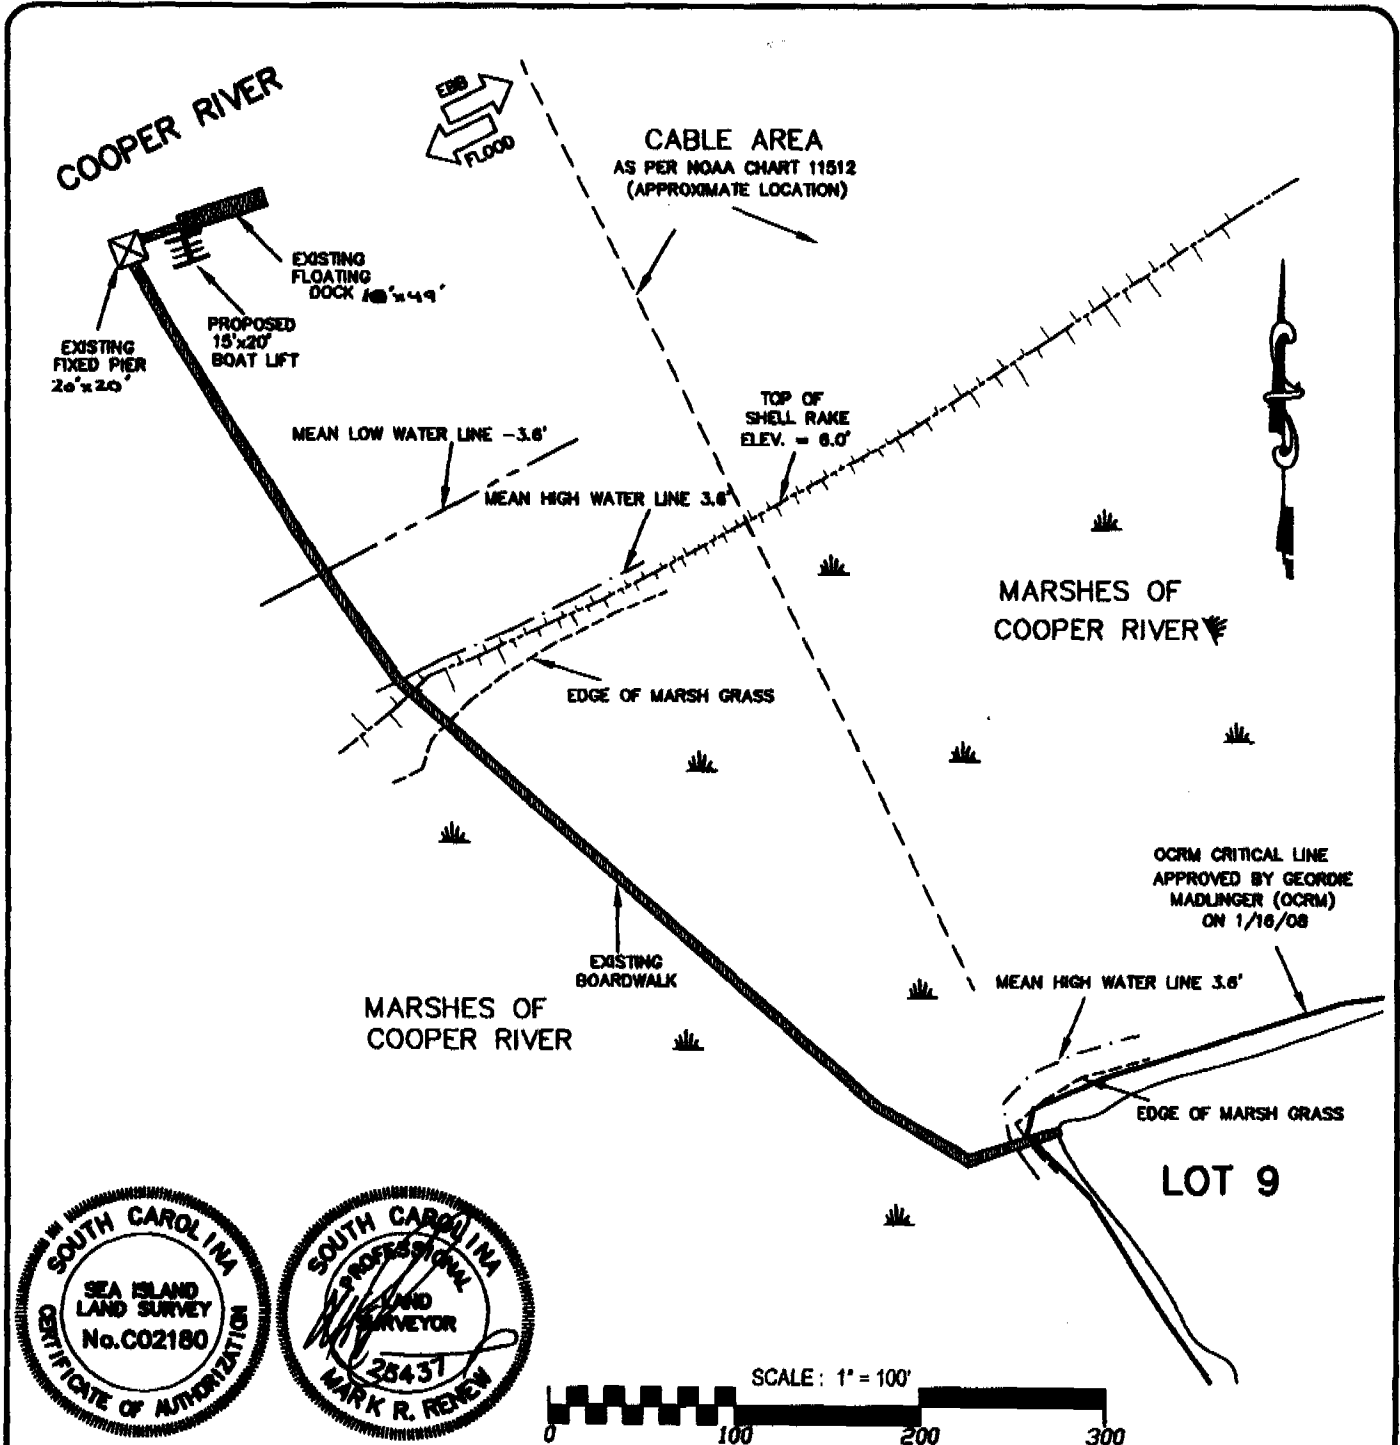 COOPER RIVER
EBB
FLOOD
CABLE AREA
AS PER NOAA CHART 11512
(APPROXIMATE LOCATION)
EXISTING
FLOATING
DOCK 10'x49'
PROPOSED
15'x20'
BOAT LIFT
EXISTING
FIXED PIER
20'x20'
MEAN LOW WATER LINE -3.6'
TOP OF
SHELL RAKE
ELEV. = 6.0'
MEAN HIGH WATER LINE 3.6'
MARSHES OF
COOPER RIVER
EDGE OF MARSH GRASS
OCRM CRITICAL LINE
APPROVED BY GEORDIE
MADLINGER (OCRM)
ON 1/16/08
EXISTING
BOARDWALK
MEAN HIGH WATER LINE 3.6'
MARSHES OF
COOPER RIVER
EDGE OF MARSH GRASS
LOT 9
SOUTH CAROLINA
SEA ISLAND
LAND SURVEY
No.CO2180
CERTIFICATE OF AUTHORIZATION
SOUTH CAROLINA
PROFESSIONAL
LAND
SURVEYOR
25437
MARK R. RENEW
SCALE : 1" = 100'
0 100 200 300